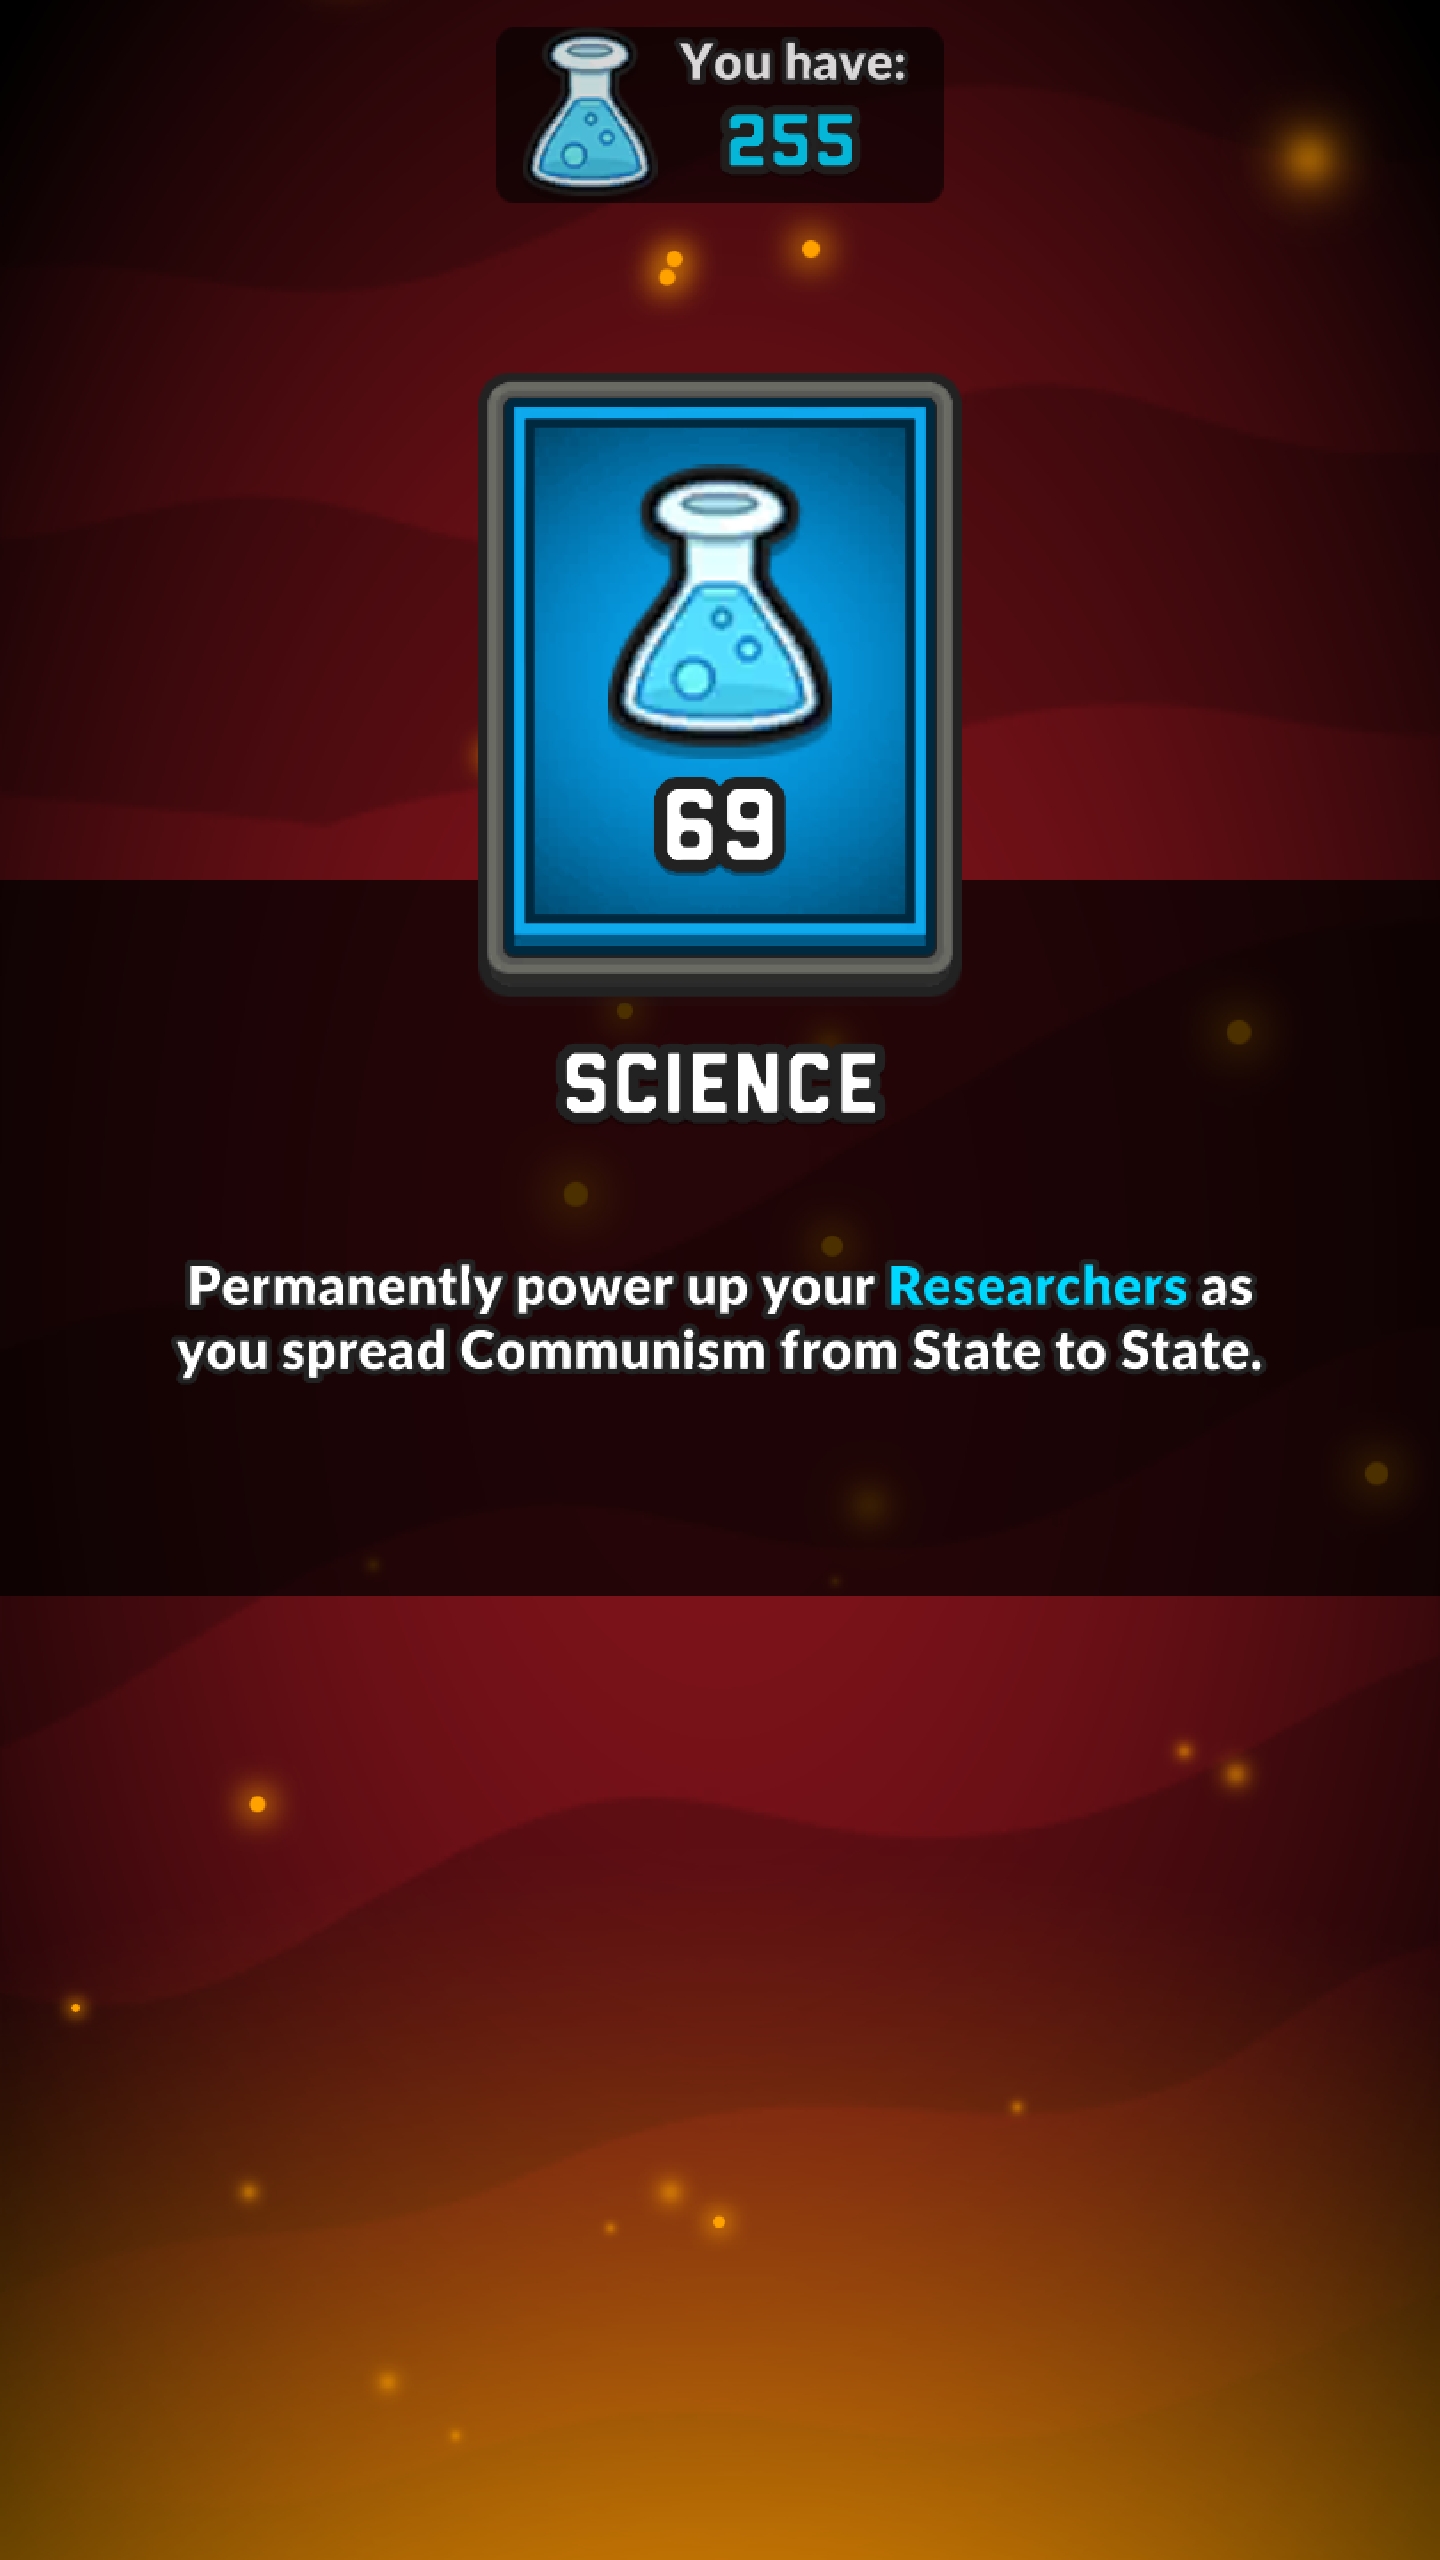 You have:
255
69
SCIENCE
Permanently power up your Researchers as
you spread Communism from State to State.